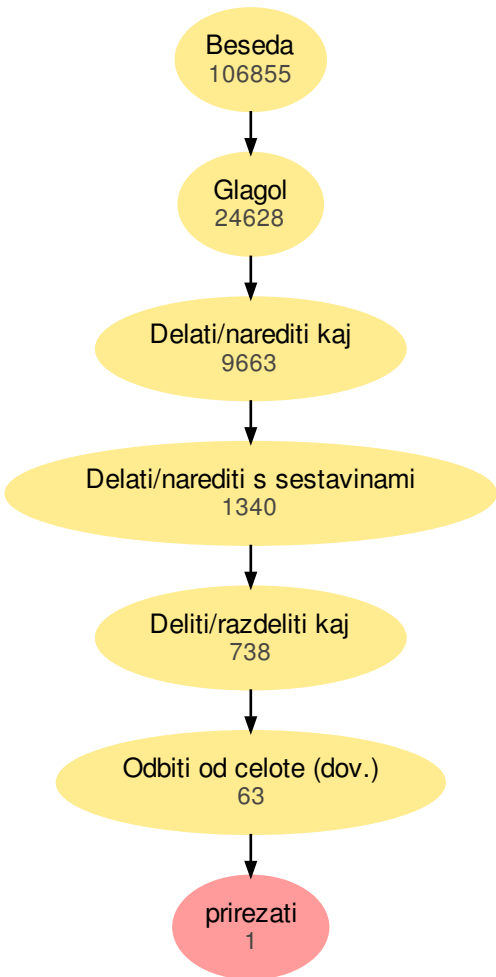 Beseda
106855
Glagol
24628
Delati/narediti kaj
9663
Delati/narediti s sestavinami
1340
Deliti/razdeliti kaj
738
Odbiti od celote (dov.)
63
prirezati
1